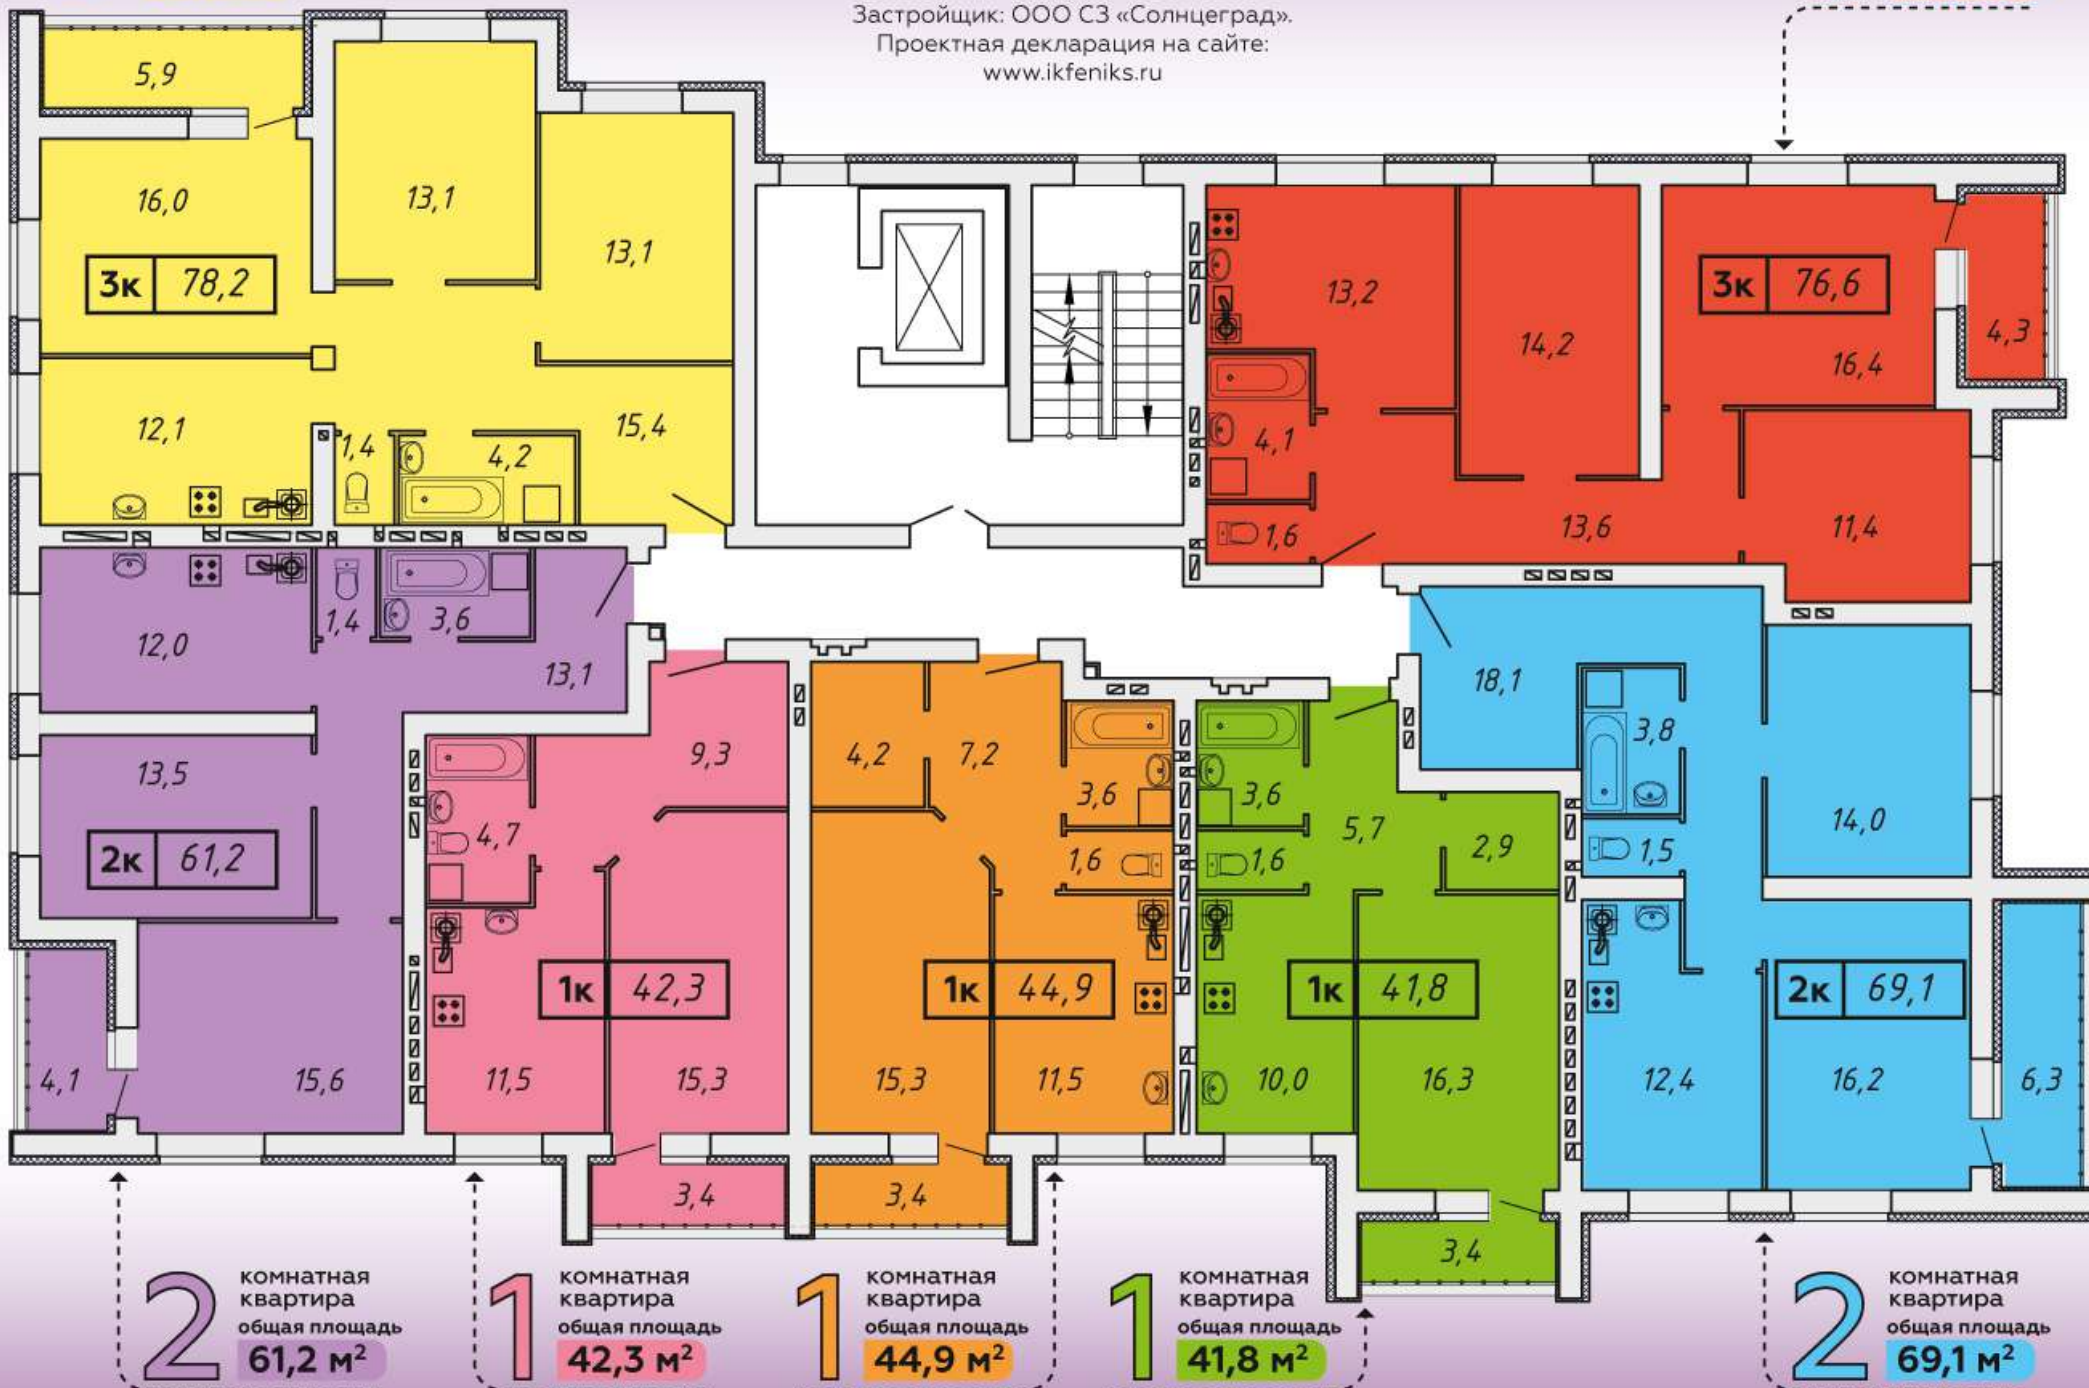 Застройщик: ООО СЗ «Солнцеград».
Проектная декларация на сайте:
www.ikfeniks.ru
5,9
16,0
13,1
13,1
3к 78,2
12,1
1,4
4,2
15,4
13,2
14,2
3к 76,6
16,4
4,3
4,1
1,6
13,6
11,4
12,0
1,4
3,6
13,1
13,5
2к 61,2
4,1
15,6
9,3
4,7
1к 42,3
11,5
15,3
3,4
4,2
7,2
3,6
1,6
1к 44,9
15,3
11,5
3,4
3,6
5,7
1,6
2,9
1к 41,8
10,0
16,3
3,4
18,1
3,8
14,0
1,5
2к 69,1
12,4
16,2
6,3
2 комнатная
квартира
общая площадь
61,2 м²
1 комнатная
квартира
общая площадь
42,3 м²
1 комнатная
квартира
общая площадь
44,9 м²
1 комнатная
квартира
общая площадь
41,8 м²
2 комнатная
квартира
общая площадь
69,1 м²